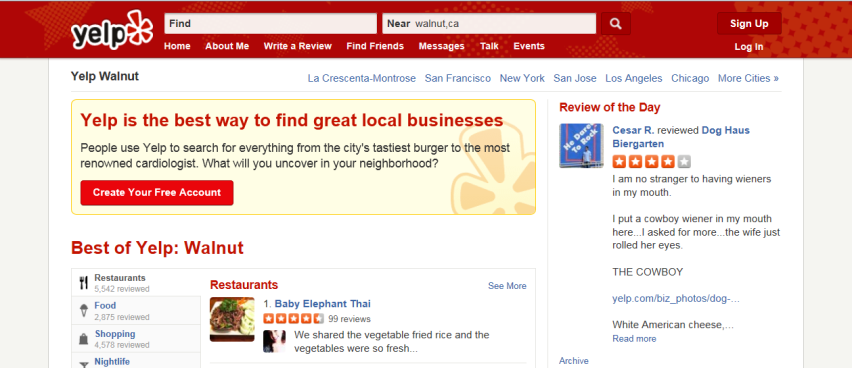 yelp
Find
Near walnut,ca
Sign Up
Home About Me Write a Review Find Friends Messages Talk Events
Log In
Yelp Walnut
La Crescenta-Montrose San Francisco New York San Jose Los Angeles Chicago More Cities »
Yelp is the best way to find great local businesses
People use Yelp to search for everything from the city's tastiest burger to the most
renowned cardiologist. What will you uncover in your neighborhood?
Create Your Free Account
Best of Yelp: Walnut
Restaurants
5,542 reviewed
Food
2,875 reviewed
Shopping
4,578 reviewed
Nightlife
Restaurants
See More
1. Baby Elephant Thai
99 reviews
We shared the vegetable fried rice and the
vegetables were so fresh...
Review of the Day
No Dare
To Rock
Cesar R. reviewed Dog Haus
Biergarten
I am no stranger to having wieners
in my mouth.
I put a cowboy wiener in my mouth
here...I asked for more...the wife just
rolled her eyes.
THE COWBOY
yelp.com/biz_photos/dog-...
White American cheese,...
Read more
Archive